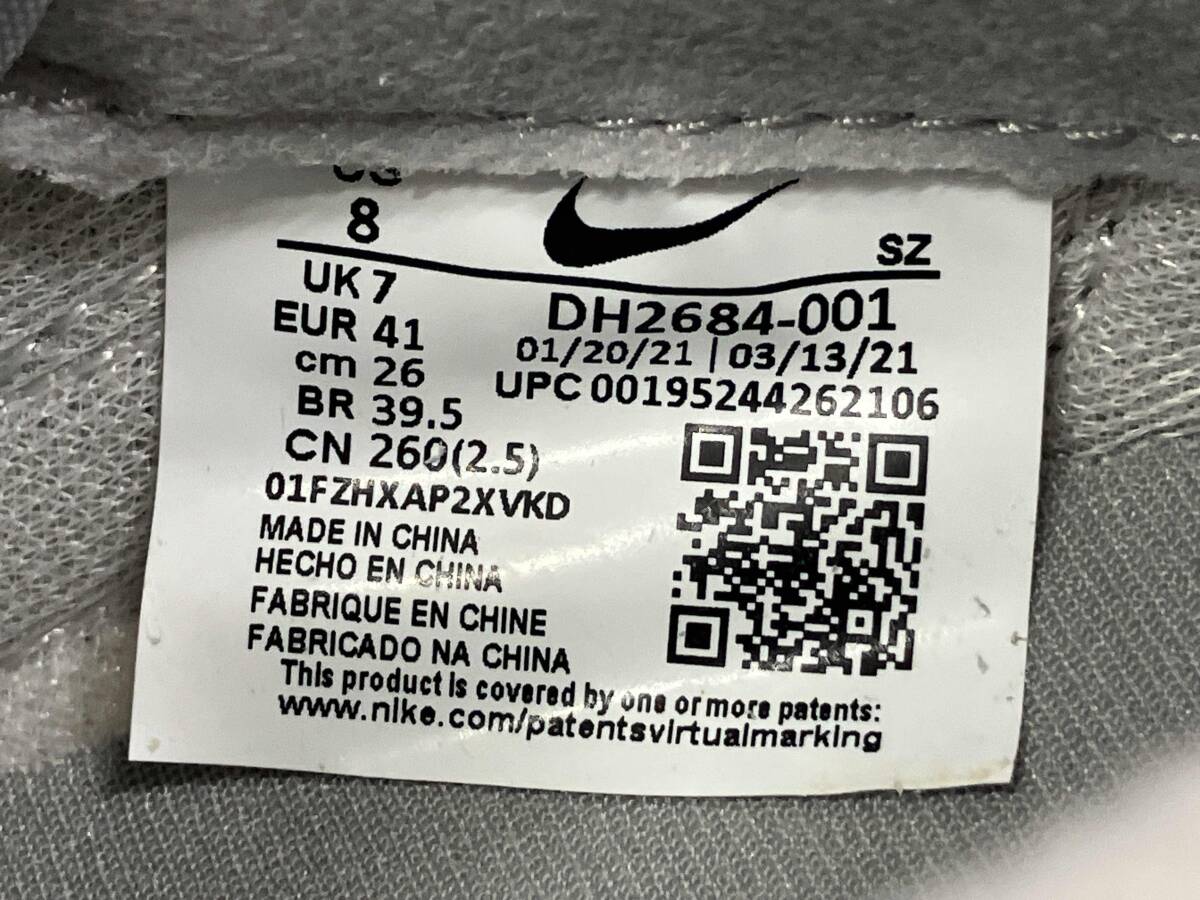 US
8
SZ
UK 7
EUR 41
cm 26
BR 39.5
CN 260(2.5)
DH2684-001
01/20/21 | 03/13/21
UPC 00195244262106
01FZHXAP2XVKD
MADE IN CHINA
HECHO EN CHINA
FABRIQUE EN CHINE
FABRICADO NA CHINA
This product is covered by one or more patents:
www.nike.com/patentsvirtualmarking